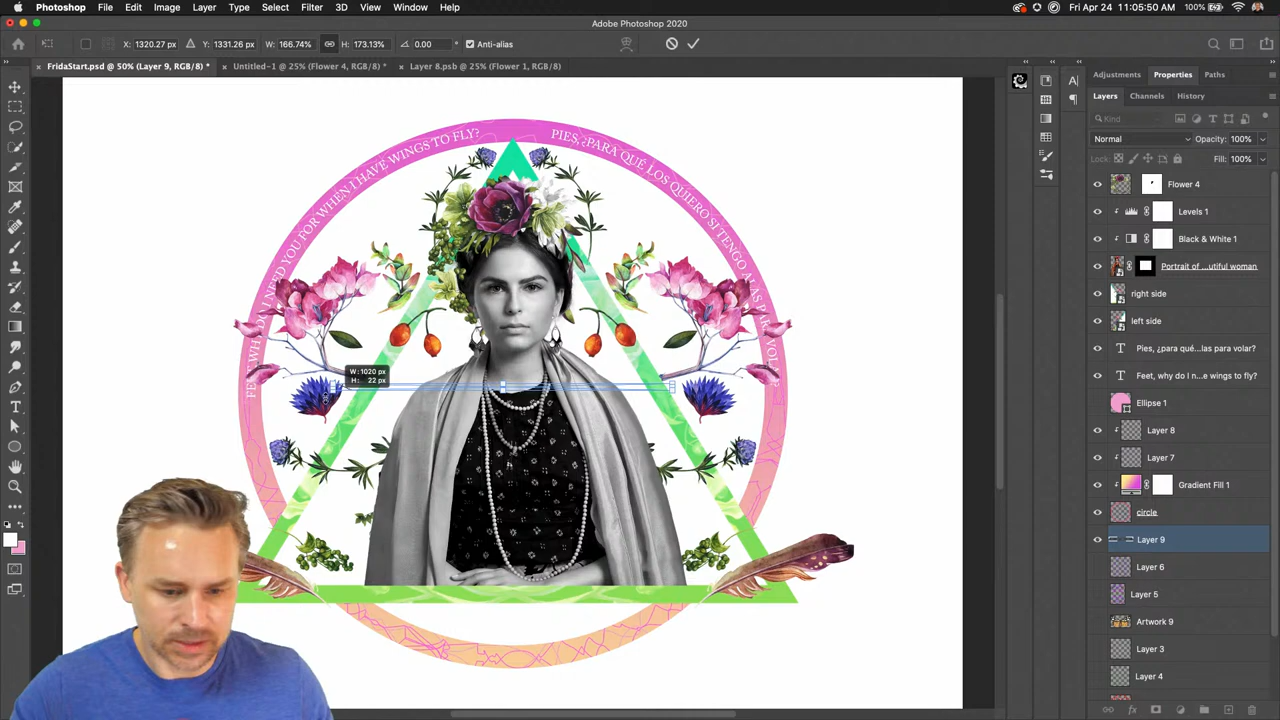 Photoshop File Edit Image Layer Type Select Filter 3D View Window Help
100% Fri Apr 24 11:05:50 AM
Adobe Photoshop 2020
X: 1320.27 px Y: 1331.26 px W: 166.74% H: 173.13% 0.00 ° Anti-alias
FridaStart.psd @ 50% (Layer 9, RGB/8) *
Untitled-1 @ 25% (Flower 4, RGB/8) *
Layer 8.psb @ 25% (Flower 1, RGB/8)
Adjustments Properties Paths
Layers Channels History
Kind
Normal Opacity: 100%
Lock: Fill: 100%
Flower 4
Levels 1
Black & White 1
Portrait of ...utiful woman
right side
left side
Pies, ¿para qué...las para volar?
Feet, why do I nee...e wings to fly?
Ellipse 1
Layer 8
Layer 7
Gradient Fill 1
circle
Layer 9
Layer 6
Layer 5
Artwork 9
Layer 3
Layer 4
FEET, WHY DO I NEED YOU FOR WHEN I HAVE WINGS TO FLY?
PIES, ¿PARA QUÉ LOS QUIERO SI TENGO ALAS PARA VOLAR?
W: 1020 px
H: 22 px